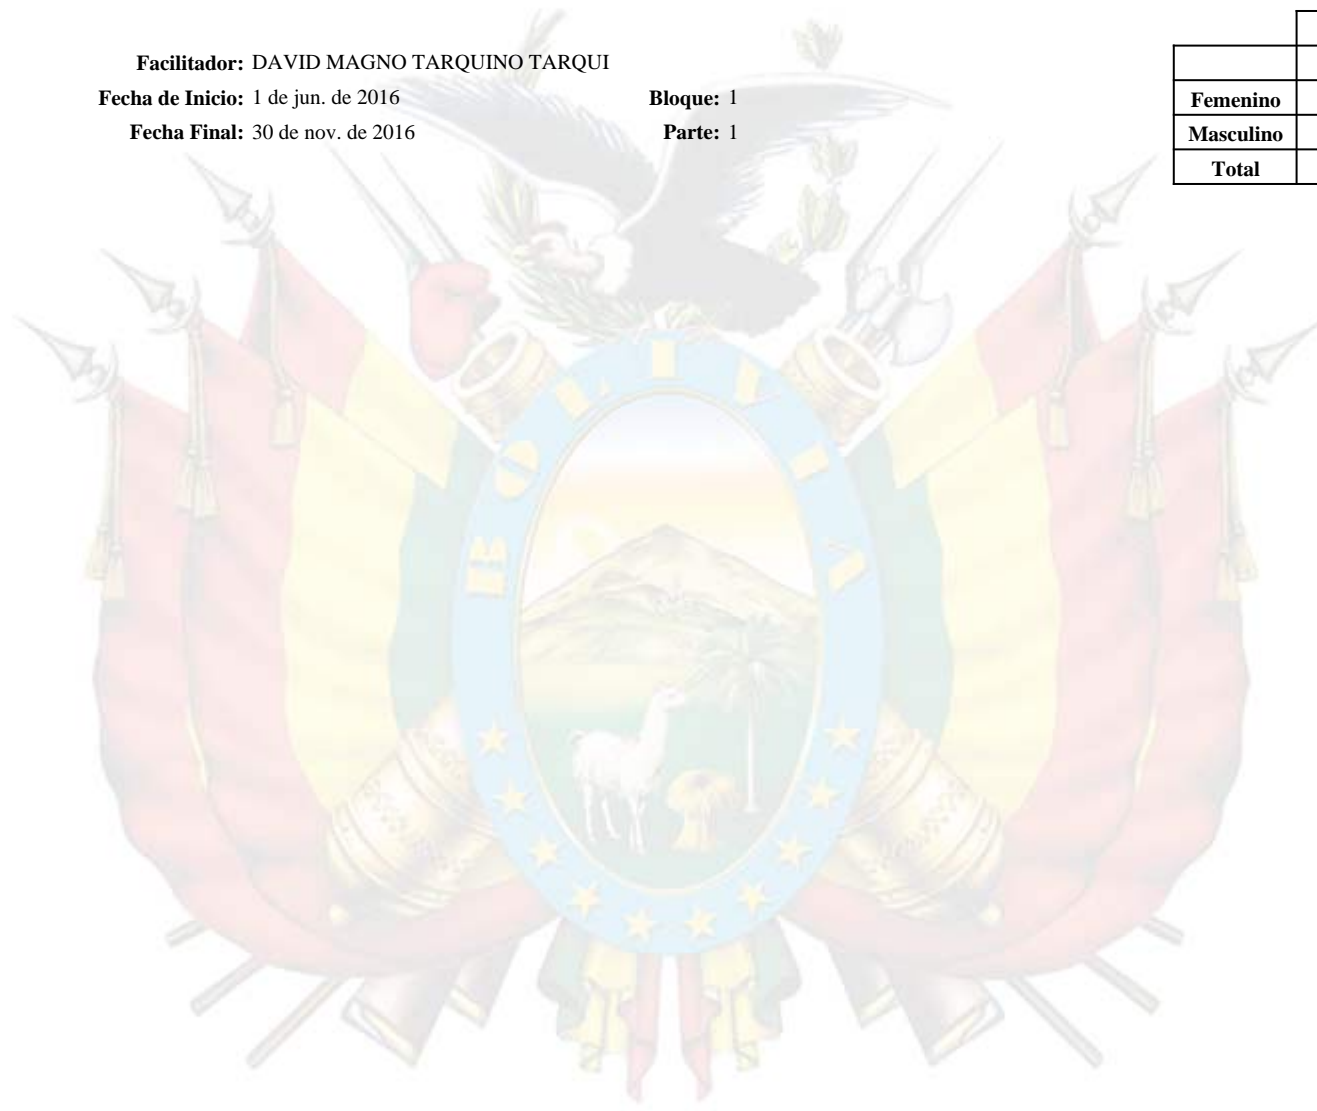 Facilitador: DAVID MAGNO TARQUINO TARQUI
Fecha de Inicio: 1 de jun. de 2016 Bloque: 1
Fecha Final: 30 de nov. de 2016 Parte: 1
Femenino
Masculino
Total
BOLIVIA